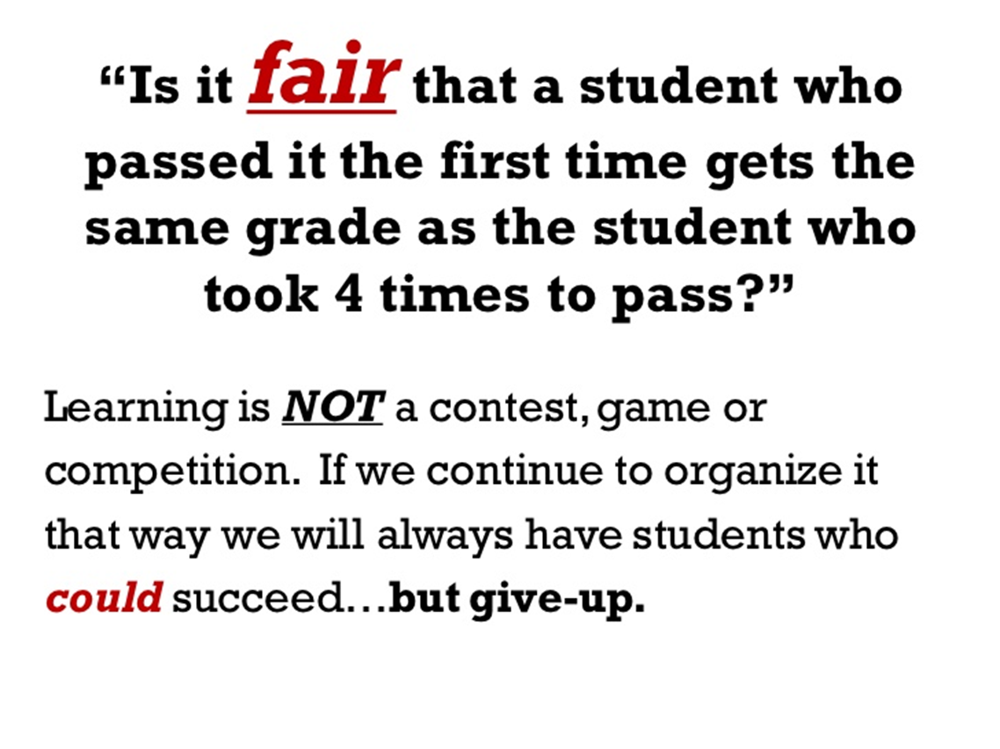 “Is it fair that a student who
passed it the first time gets the
same grade as the student who
took 4 times to pass?”
Learning is NOT a contest, game or
competition. If we continue to organize it
that way we will always have students who
could succeed…but give-up.